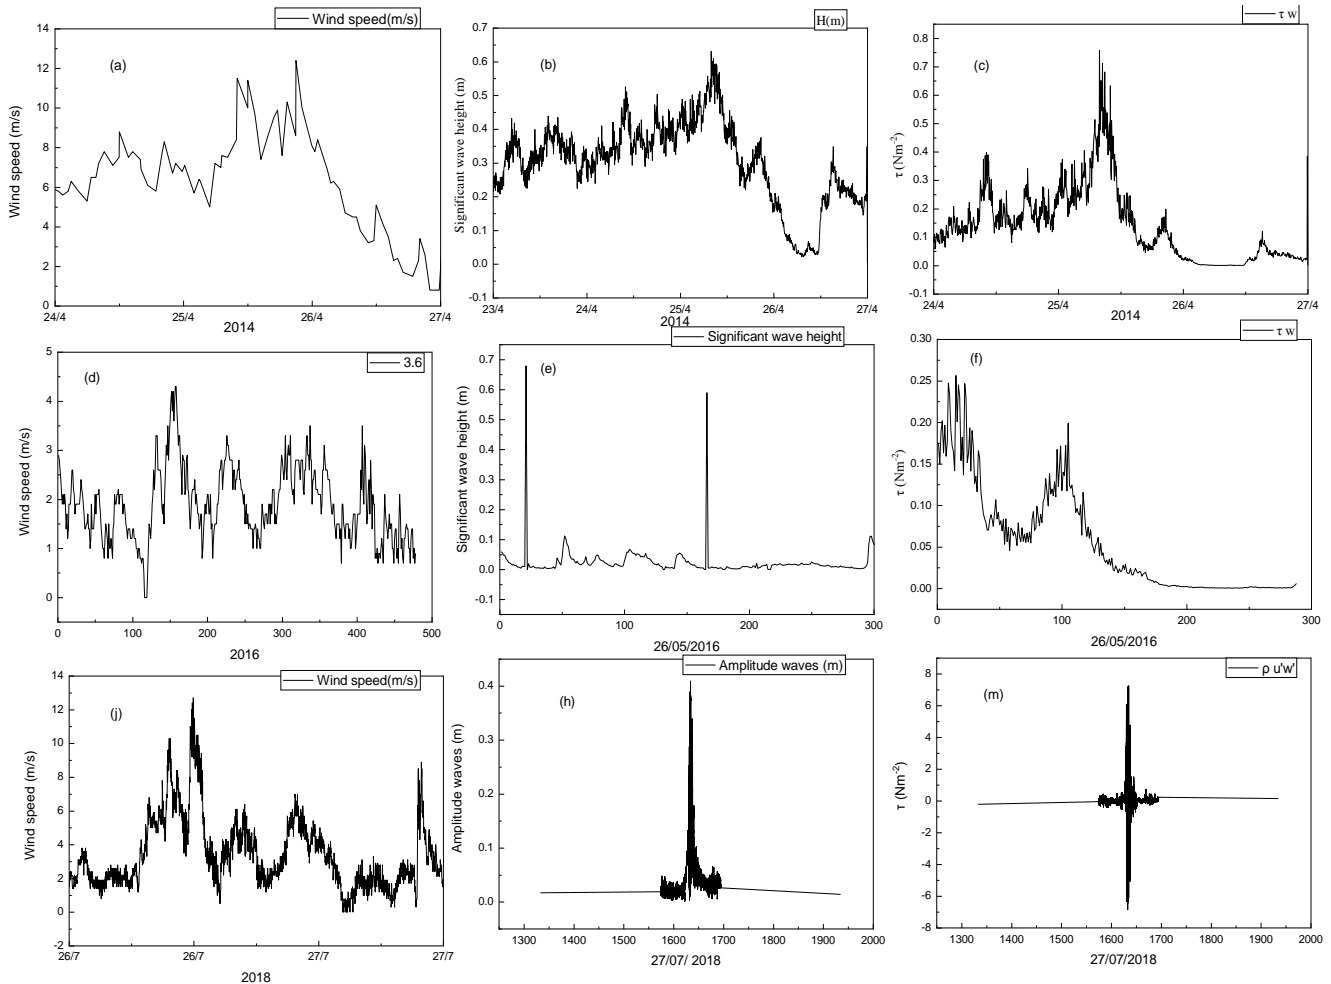 Wind speed(m/s)
(a)
Wind speed (m/s)
14
12
10
8
6
4
2
0
24/4 25/4 26/4 27/4
2014
H(m)
(b)
Significant wave height (m)
0.7
0.6
0.5
0.4
0.3
0.2
0.1
0.0
-0.1
23/4 24/4 25/4 26/4 27/4
2014
τ w
(c)
τ (Nm-2)
0.8
0.7
0.6
0.5
0.4
0.3
0.2
0.1
0.0
-0.1
24/4 25/4 26/4 27/4
2014
3.6
(d)
Wind speed (m/s)
5
4
3
2
1
0
0 100 200 300 400 500
2016
Significant wave height
(e)
Significant wave height (m)
0.7
0.6
0.5
0.4
0.3
0.2
0.1
0.0
-0.1
0 100 200 300
26/05/2016
τ w
(f)
τ (Nm-2)
0.30
0.25
0.20
0.15
0.10
0.05
0.00
0 100 200 300
26/05/2016
Wind speed(m/s)
(j)
Wind speed (m/s)
14
12
10
8
6
4
2
0
-2
26/7 26/7 27/7 27/7
2018
Amplitude waves (m)
(h)
Amplitude waves (m)
0.4
0.3
0.2
0.1
0.0
1300 1400 1500 1600 1700 1800 1900 2000
27/07/ 2018
ρ u'w'
(m)
τ (Nm-2)
8
6
4
2
0
-2
-4
-6
-8
1300 1400 1500 1600 1700 1800 1900 2000
27/07/2018